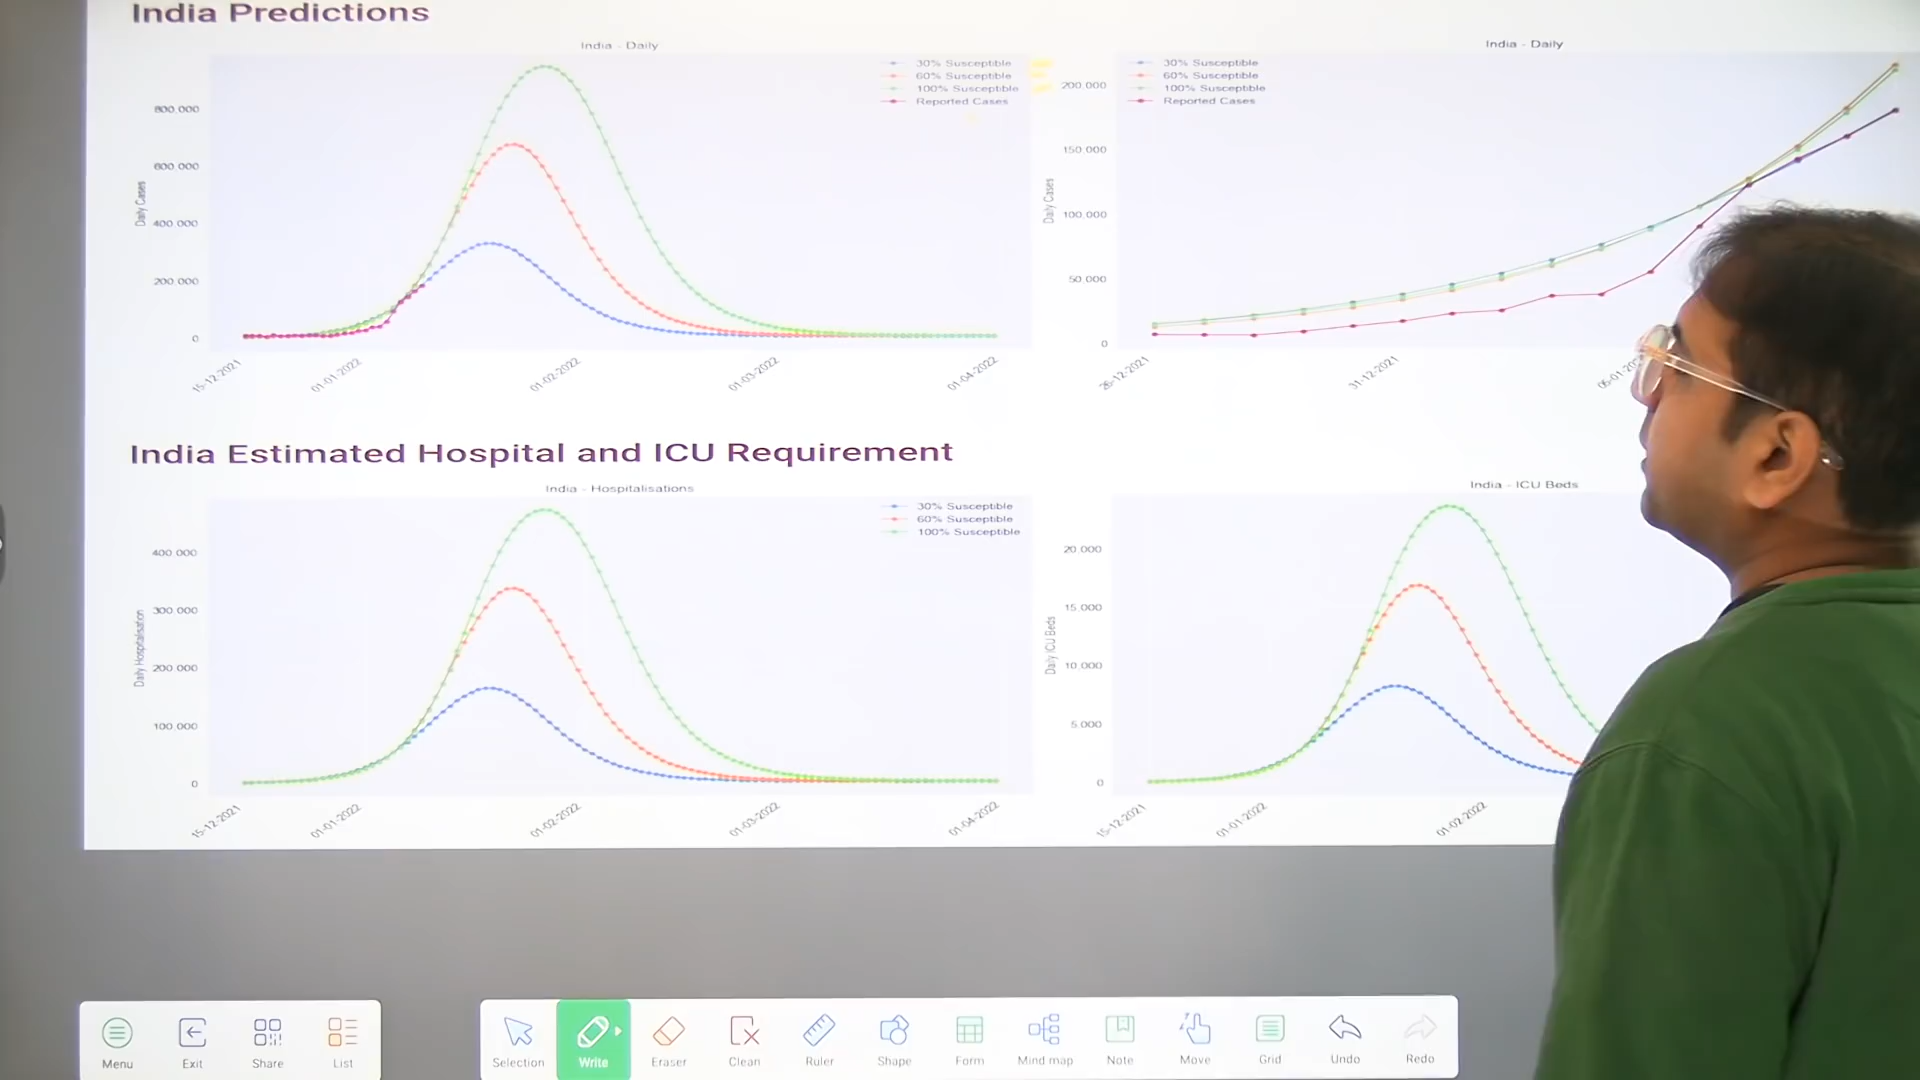 India Predictions
India - Daily
30% Susceptible
60% Susceptible
100% Susceptible
Reported Cases
Daily Cases
800 000
600 000
400 000
200 000
0
15-12-2021
01-01-2022
01-02-2022
01-03-2022
01-04-2022
India - Daily
30% Susceptible
60% Susceptible
100% Susceptible
Reported Cases
Daily Cases
200 000
150 000
100 000
50 000
0
26-12-2021
31-12-2021
India Estimated Hospital and ICU Requirement
India - Hospitalisations
30% Susceptible
60% Susceptible
100% Susceptible
Daily Hospitalisation
400 000
300 000
200 000
100 000
0
15-12-2021
01-01-2022
01-02-2022
01-03-2022
01-04-2022
India - ICU Beds
Daily ICU Beds
20 000
15 000
10 000
5 000
0
15-12-2021
01-01-2022
01-02-2022
Menu
Exit
Share
List
Selection
Write
Eraser
Clean
Ruler
Shape
Form
Mind map
Note
Move
Grid
Undo
Redo